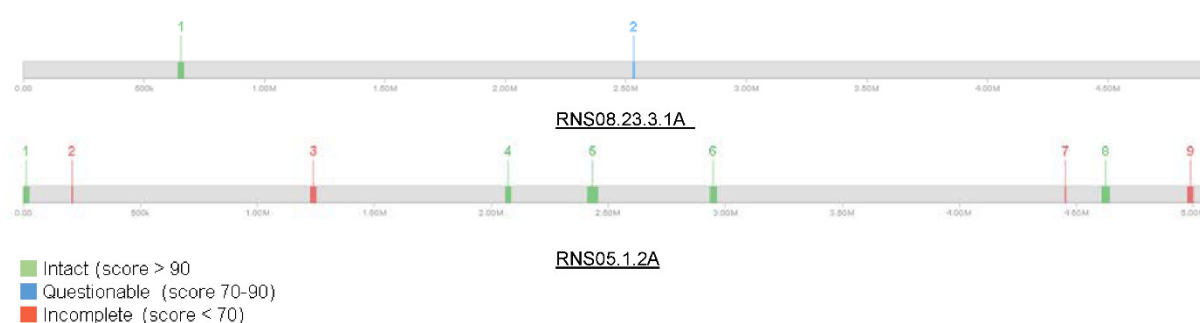 1 2
0.00 500k 1.00M 1.50M 2.00M 2.50M 3.00M 3.50M 4.00M 4.50M
RNS08.23.3.1A
1 2 3 4 5 6 7 8 9
0.00 500k 1.00M 1.50M 2.00M 2.50M 3.00M 3.50M 4.00M 4.50M 5.00M
RNS05.1.2A
Intact (score > 90
Questionable (score 70-90)
Incomplete (score < 70)